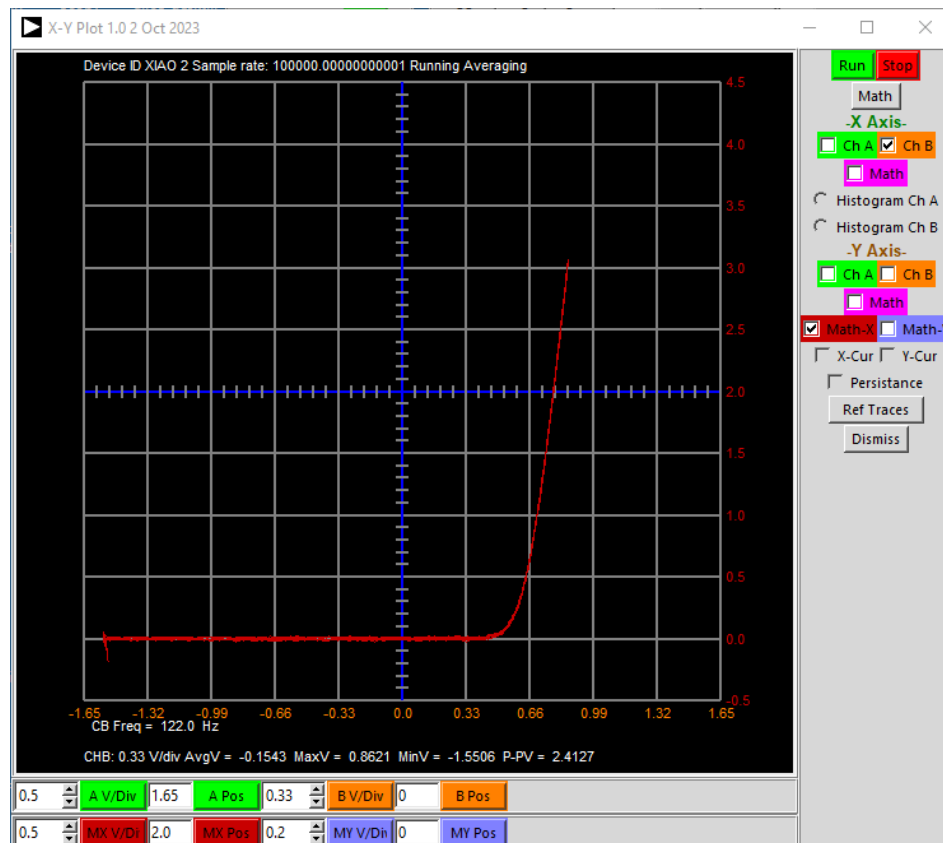 X-Y Plot 1.0 2 Oct 2023
Device ID XIAO 2 Sample rate: 100000.00000000001 Running Averaging
4.5
4.0
3.5
3.0
2.5
2.0
1.5
1.0
0.5
0.0
-0.5
-1.65 -1.32 -0.99 -0.66 -0.33 0.0 0.33 0.66 0.99 1.32 1.65
CB Freq = 122.0 Hz
CHB: 0.33 V/div AvgV = -0.1543 MaxV = 0.8621 MinV = -1.5506 P-PV = 2.4127
Run Stop
Math
-X Axis-
Ch A Ch B
Math
Histogram Ch A
Histogram Ch B
-Y Axis-
Ch A Ch B
Math
Math-X Math-
X-Cur Y-Cur
Persistance
Ref Traces
Dismiss
0.5 A V/Div 1.65 A Pos 0.33 B V/Div 0 B Pos
0.5 MX V/Di 2.0 MX Pos 0.2 MY V/Di 0 MY Pos